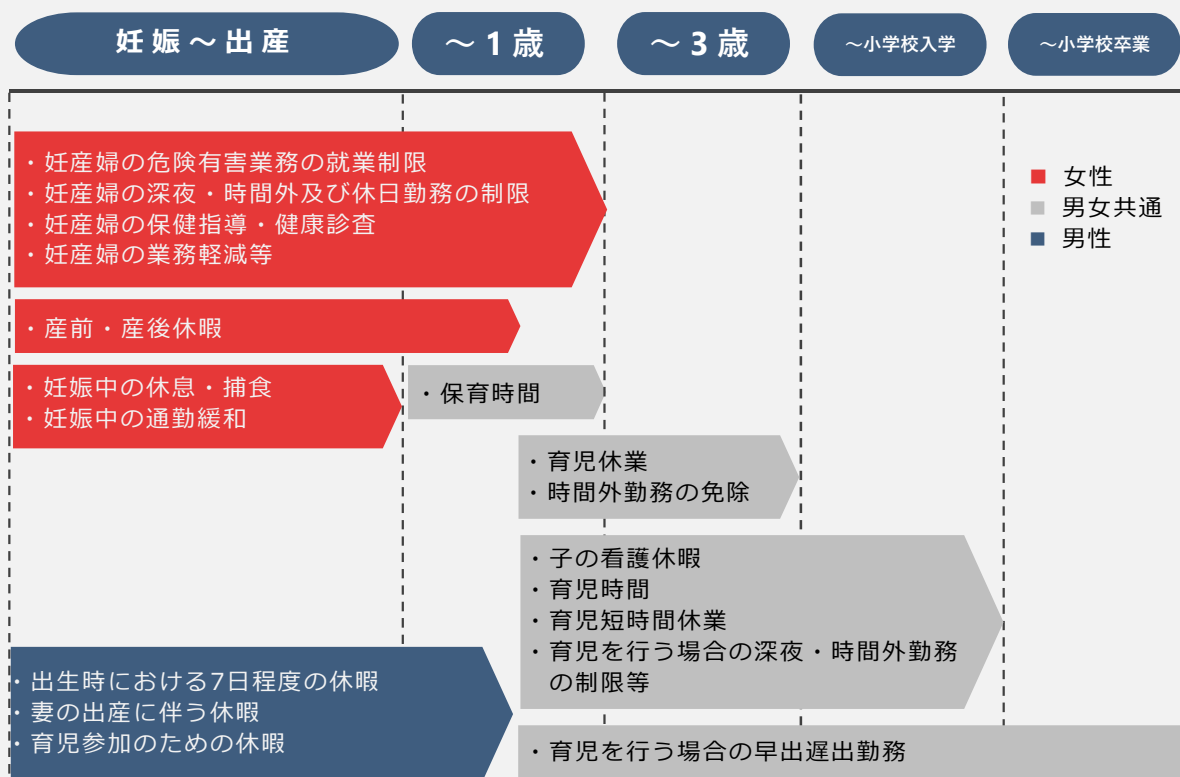 妊娠～出産
～1歳
～3歳
～小学校入学
～小学校卒業
・妊産婦の危険有害業務の就業制限
・妊産婦の深夜・時間外及び休日勤務の制限
・妊産婦の保健指導・健康診査
・妊産婦の業務軽減等
女性
男女共通
男性
・産前・産後休暇
・妊娠中の休息・捕食
・妊娠中の通勤緩和
・保育時間
・育児休業
・時間外勤務の免除
・子の看護休暇
・育児時間
・育児短時間休業
・育児を行う場合の深夜・時間外勤務
の制限等
・出生時における7日程度の休暇
・妻の出産に伴う休暇
・育児参加のための休暇
・育児を行う場合の早出遅出勤務